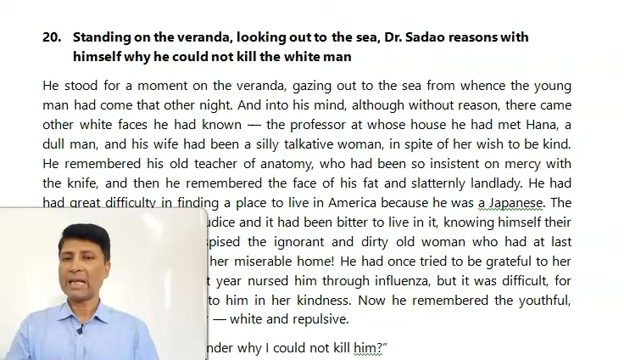 20. Standing on the veranda, looking out to the sea, Dr. Sadao reasons with
himself why he could not kill the white man
He stood for a moment on the veranda, gazing out to the sea from whence the young
man had come that other night. And into his mind, although without reason, there came
other white faces he had known — the professor at whose house he had met Hana, a
dull man, and his wife had been a silly talkative woman, in spite of her wish to be kind.
He remembered his old teacher of anatomy, who had been so insistent on mercy with
the knife, and then he remembered the face of his fat and slatternly landlady. He had
had great difficulty in finding a place to live in America because he was a Japanese. The
and it had been bitter to live in it, knowing himself their
the ignorant and dirty old woman who had at last
her miserable home! He had once tried to be grateful to her
year nursed him through influenza, but it was difficult, for
to him in her kindness. Now he remembered the youthful,
— white and repulsive.
why I could not kill him?”